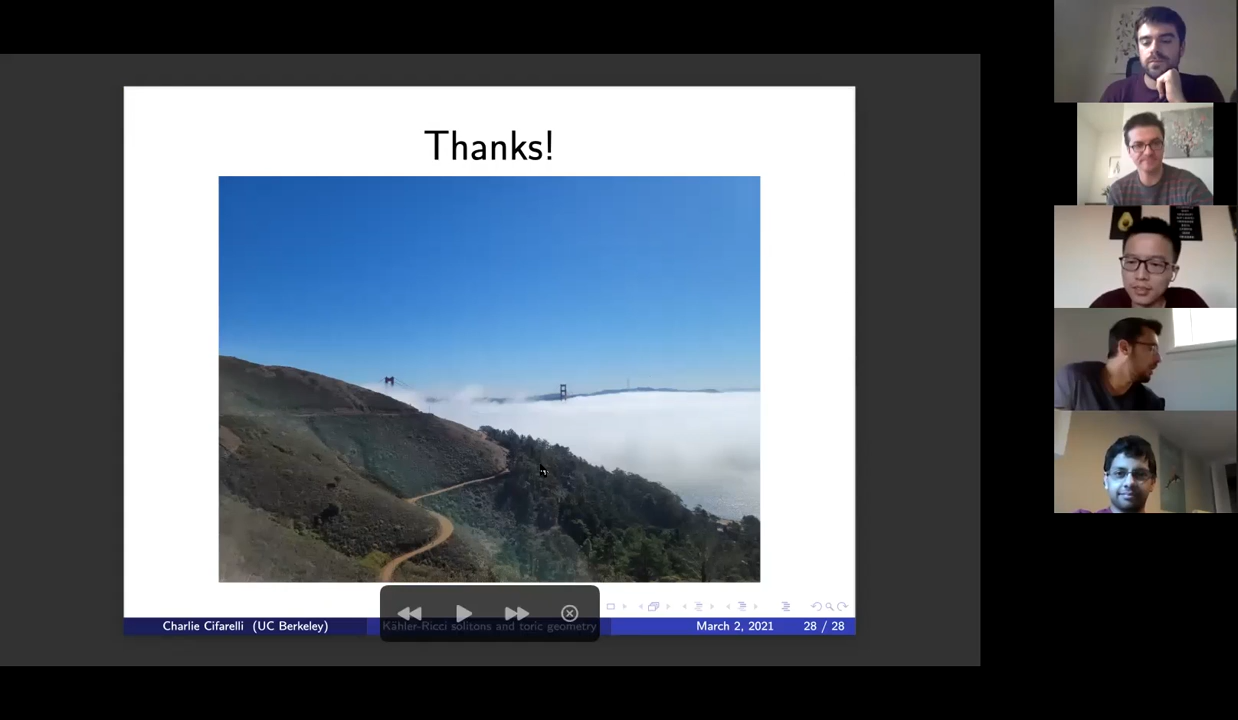 Thanks!
Charlie Cifarelli (UC Berkeley)
Kähler-Ricci solitons and toric geometry
March 2, 2021
28 / 28